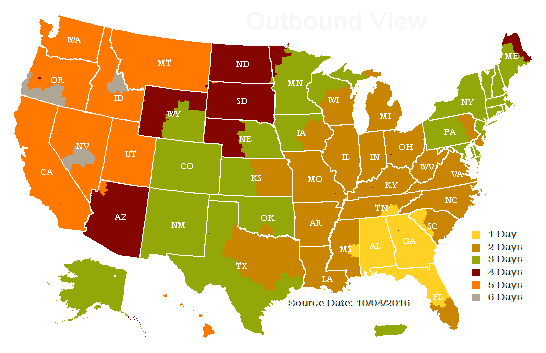 Outbound View
WA
MT
ND
MN
ME
OR
ID
SD
WI
NY
WY
MI
IA
PA
NE
NV
IL
IN
OH
UT
CO
WV
VA
CA
KS
MO
KY
NC
TN
AZ
NM
OK
AR
SC
MS
AL
GA
TX
LA
FL
1 Day
2 Days
3 Days
4 Days
5 Days
6 Days
Source Date: 10/04/2016